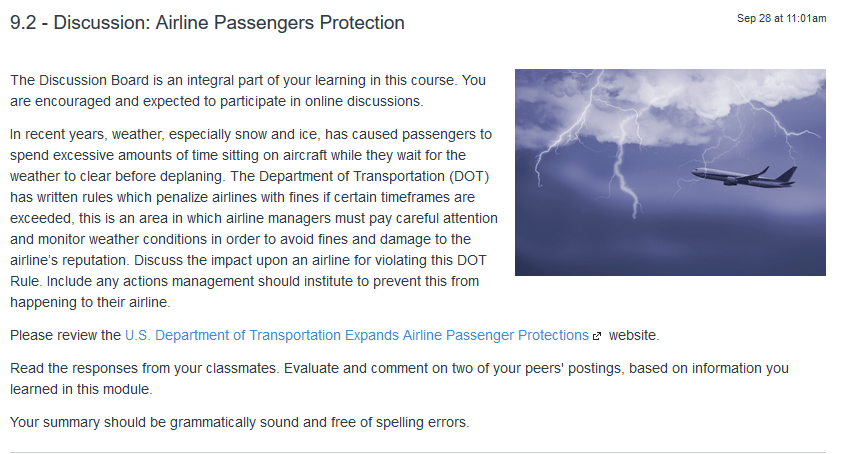 9.2 - Discussion: Airline Passengers Protection
Sep 28 at 11:01am
The Discussion Board is an integral part of your learning in this course. You
are encouraged and expected to participate in online discussions.
In recent years, weather, especially snow and ice, has caused passengers to
spend excessive amounts of time sitting on aircraft while they wait for the
weather to clear before deplaning. The Department of Transportation (DOT)
has written rules which penalize airlines with fines if certain timeframes are
exceeded, this is an area in which airline managers must pay careful attention
and monitor weather conditions in order to avoid fines and damage to the
airline's reputation. Discuss the impact upon an airline for violating this DOT
Rule. Include any actions management should institute to prevent this from
happening to their airline.
Please review the U.S. Department of Transportation Expands Airline Passenger Protections website.
Read the responses from your classmates. Evaluate and comment on two of your peers' postings, based on information you
learned in this module.
Your summary should be grammatically sound and free of spelling errors.